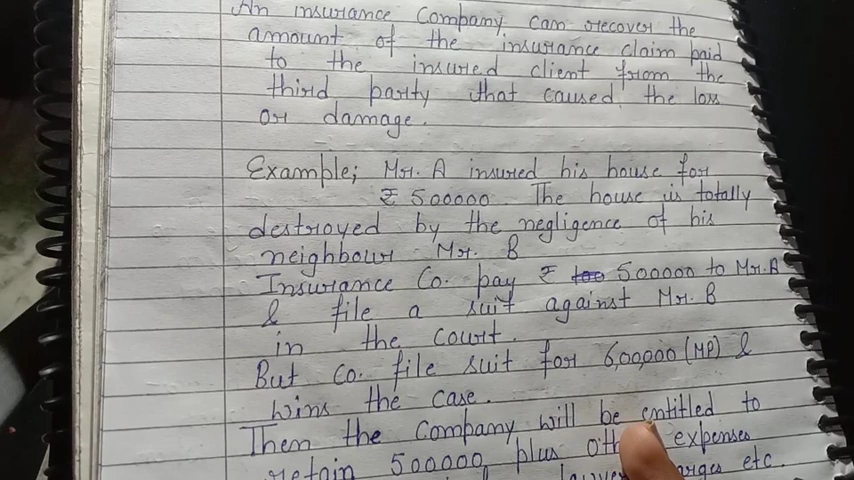 An insurance Company can recover the
amount of the insurance claim paid
to the insured client from the
third party that caused the loss
or damage.
Example; Mr. A insured his house for
₹ 500000 The house is totally
destroyed by the negligence of his
neighbour Mr. B
Insurance Co. pay ₹ 500000 to Mr. A
& file a suit against Mr. B
in the court.
But Co. file suit for 6,00,000 (MP) &
wins the case.
Then the Company will be entitled to
retain 500000 plus expenses
etc.